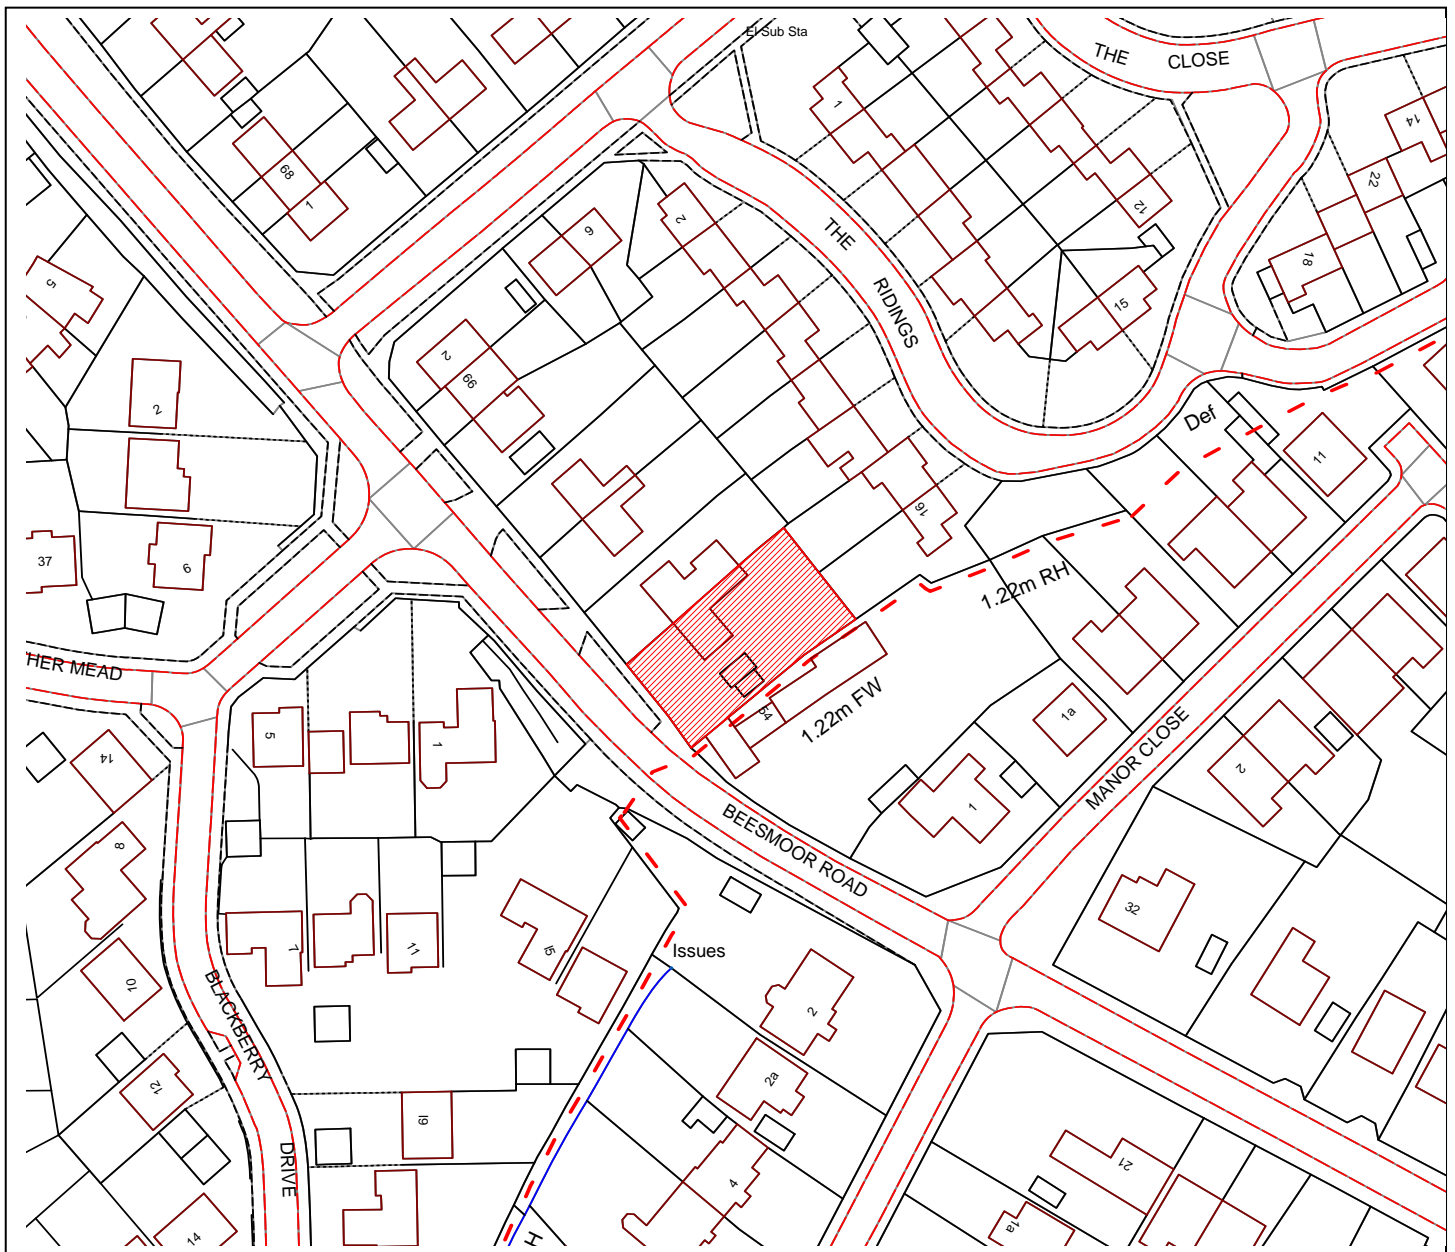 El Sub Sta
THE CLOSE
1
14
68
1
22
12
2
9
THE
18
5
RIDINGS
15
2
66
2
Def
11
16
37
6
1.22m RH
HER MEAD
54
1.22m FW
1a
5
1
14
MANOR CLOSE
2
1
BEESMOOR ROAD
8
32
7
11
15
Issues
10
BLACKBERRY
2
2a
12
19
DRIVE
4
21
14
H
1a